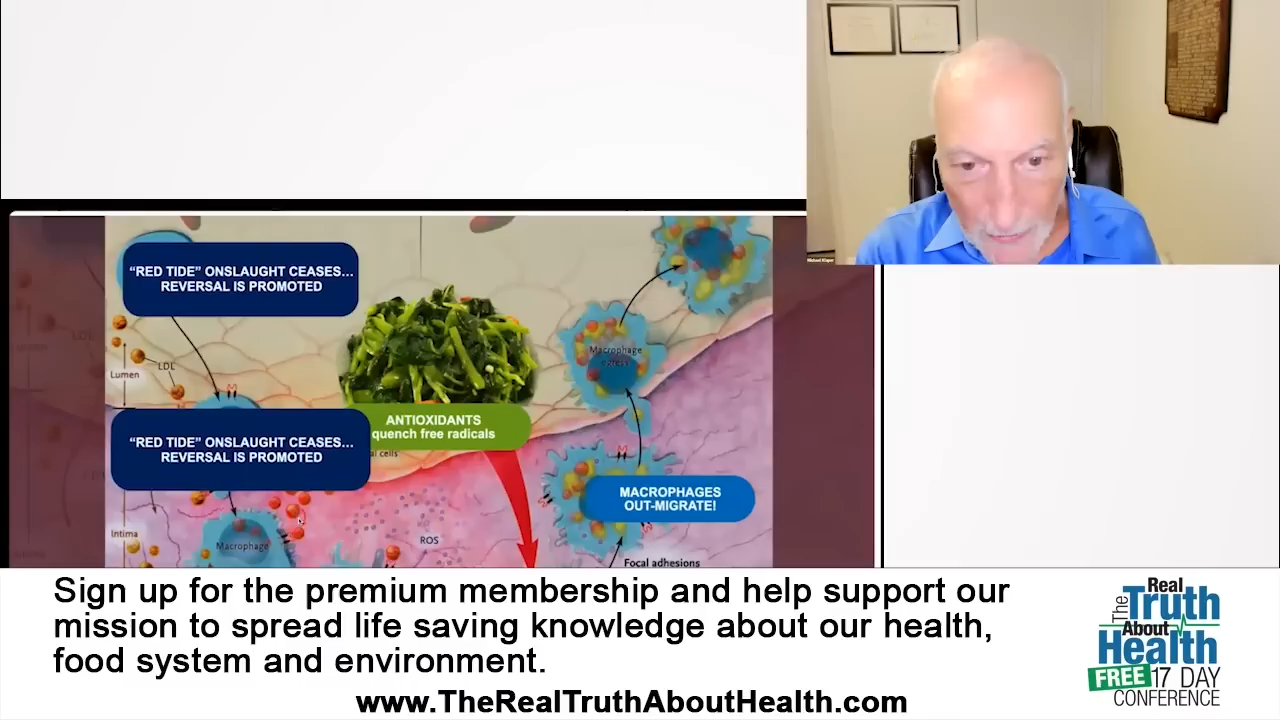 “RED TIDE” ONSLAUGHT CEASES…
REVERSAL IS PROMOTED
LDL
Lumen
Macrophage
ANTIOXIDANTS
quench free radicals
“RED TIDE” ONSLAUGHT CEASES…
REVERSAL IS PROMOTED
MACROPHAGES
OUT-MIGRATE!
Intima
Macrophage
ROS
Focal adhesions
Sign up for the premium membership and help support our
mission to spread life saving knowledge about our health,
food system and environment.
www.TheRealTruthAboutHealth.com
The Real
Truth
About
Health
FREE 17 DAY
CONFERENCE